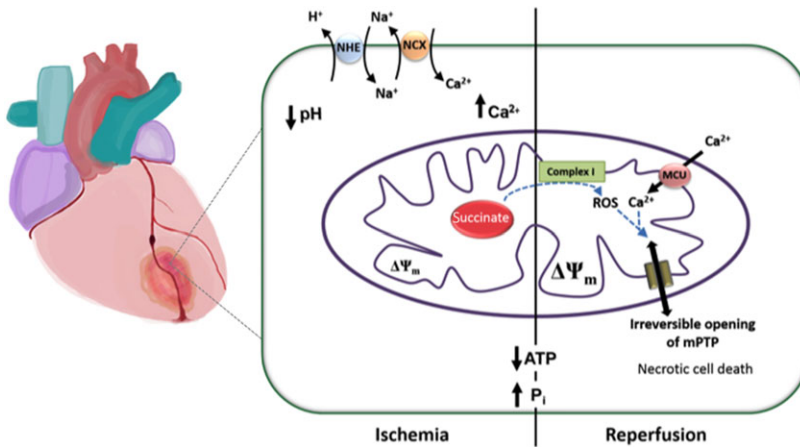 H⁺ Na⁺
NHE NCX
Na⁺ Ca²⁺
↓pH ↑Ca²⁺
Ca²⁺
Complex I MCU
ROS Ca²⁺
Succinate
ΔΨm ΔΨm
Irreversible opening
of mPTP
Necrotic cell death
↓ATP
↑ Pi
Ischemia Reperfusion